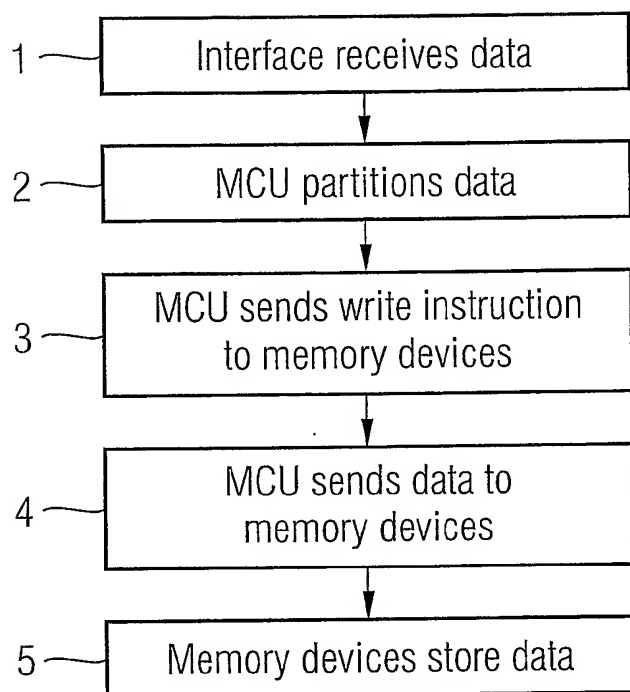 1 Interface receives data
2 MCU partitions data
3 MCU sends write instruction
to memory devices
4 MCU sends data to
memory devices
5 Memory devices store data